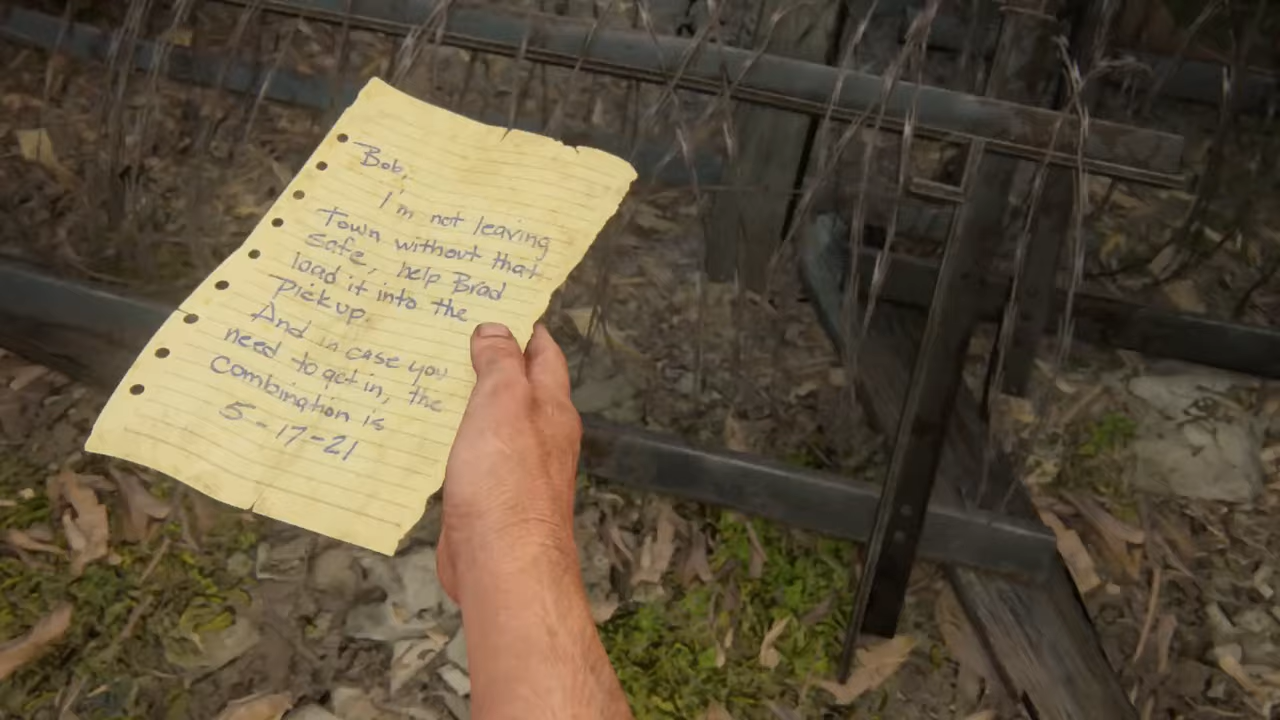 Bob,
I'm not leaving
Town without that
safe, help Brad
load it into the
Pickup.
And in case you
need to get in, the
Combination is
5-17-21